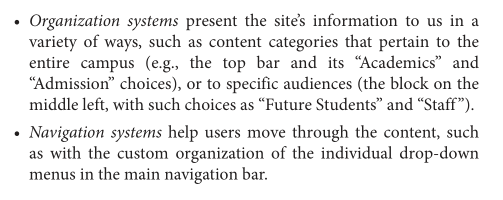 • Organization systems present the site's information to us in a
variety of ways, such as content categories that pertain to the
entire campus (e.g., the top bar and its “Academics” and
“Admission” choices), or to specific audiences (the block on the
middle left, with such choices as “Future Students” and “Staff”).
• Navigation systems help users move through the content, such
as with the custom organization of the individual drop-down
menus in the main navigation bar.